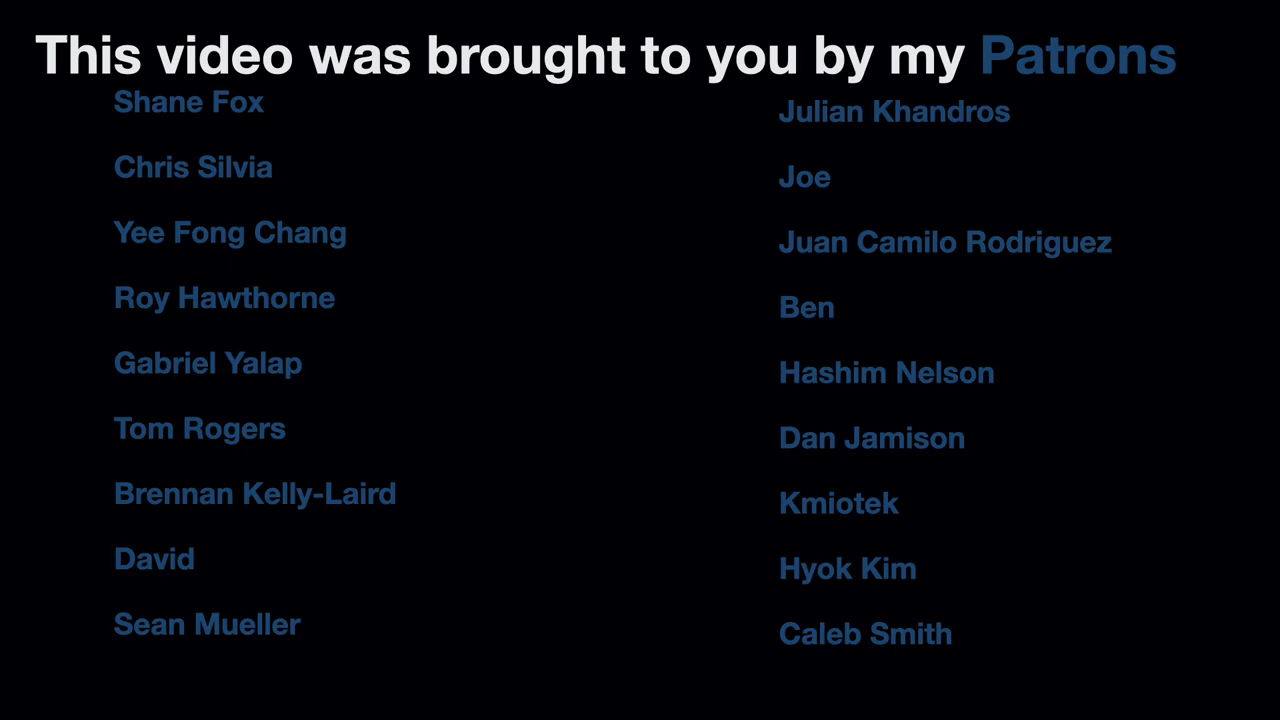 This video was brought to you by my Patrons
Shane Fox
Chris Silvia
Yee Fong Chang
Roy Hawthorne
Gabriel Yalap
Tom Rogers
Brennan Kelly-Laird
David
Sean Mueller
Julian Khandros
Joe
Juan Camilo Rodriguez
Ben
Hashim Nelson
Dan Jamison
Kmiotek
Hyok Kim
Caleb Smith